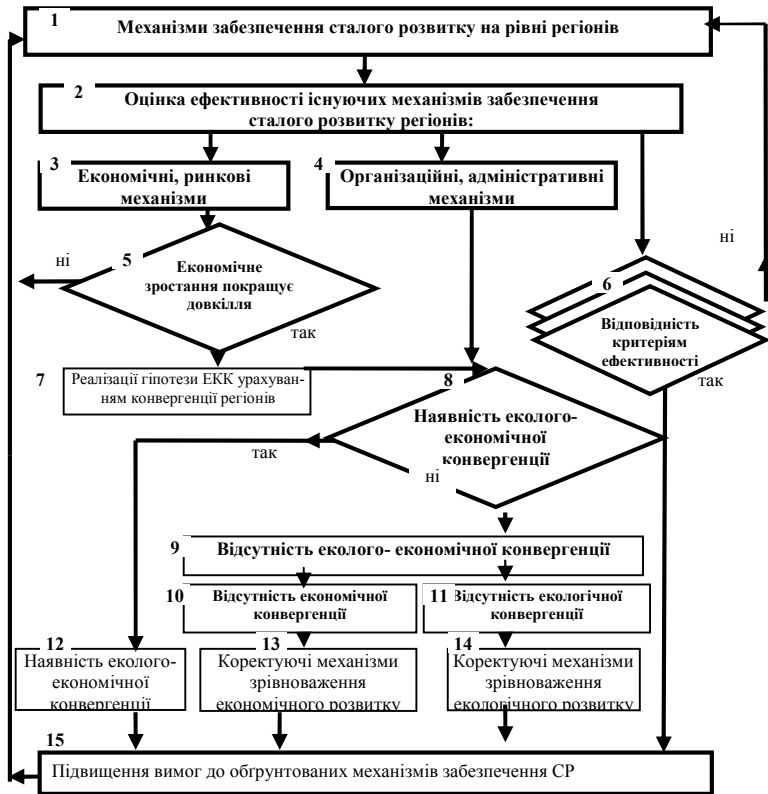 1
Механізми забезпечення сталого розвитку на рівні регіонів
2
Оцінка ефективності існуючих механізмів забезпечення
сталого розвитку регіонів:
3
Економічні, ринкові
механізми
4
Організаційні, адміністративні
механізми
ні
5
Економічне
зростання покращує
довкілля
так
ні
6
Відповідність
критеріям
ефективності
так
7
Реалізації гіпотези ЕКК урахуван-
ням конвергенції регіонів
8
Наявність еколого-
економічної
конвергенції
так
ні
9
Відсутність еколого- економічної конвергенції
10
Відсутність економічної
конвергенції
11
Відсутність екологічної
конвергенції
12
Наявність еколого-
економічної
конвергенції
13
Коректуючі механізми
зрівноваження
економічного розвитку
14
Коректуючі механізми
зрівноваження
екологічного розвитку
15
Підвищення вимог до обґрунтованих механізмів забезпечення СР